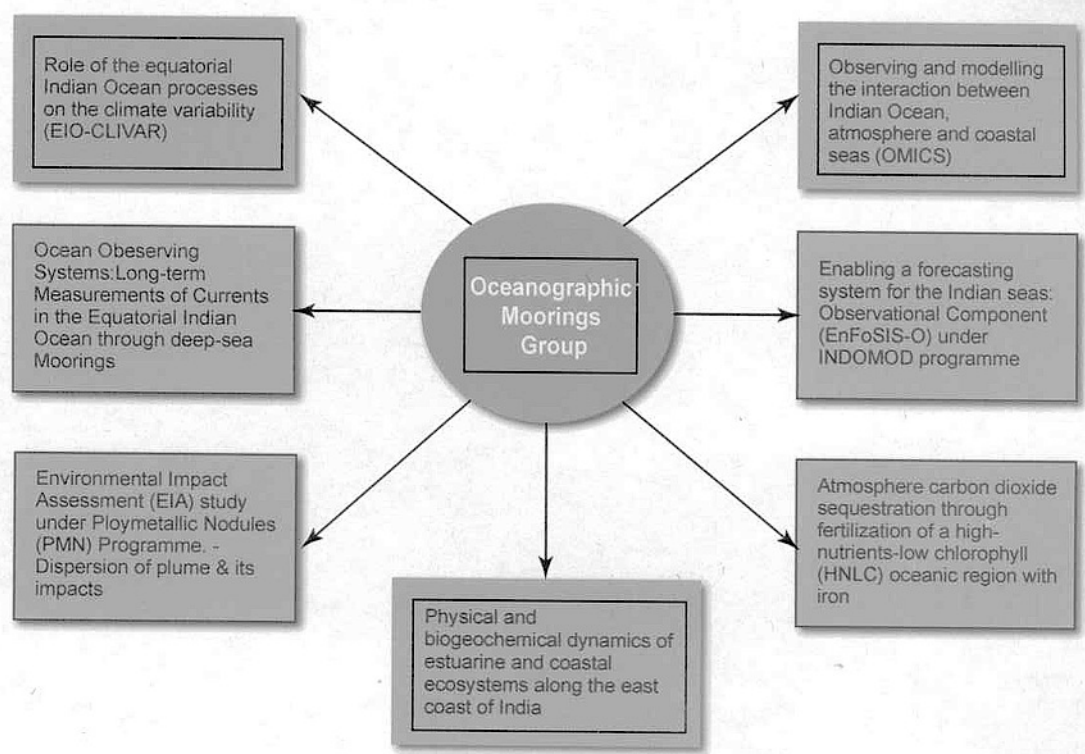 Role of the equatorial
Indian Ocean processes
on the climate variability
(EIO-CLIVAR)
Observing and modelling
the interaction between
Indian Ocean,
atmosphere and coastal
seas (OMICS)
Ocean Obeserving
Systems:Long-term
Measurements of Currents
in the Equatorial Indian
Ocean through deep-sea
Moorings
Oceanographic
Moorings
Group
Enabling a forecasting
system for the Indian seas:
Observational Component
(EnFoSIS-O) under
INDOMOD programme
Environmental Impact
Assessment (EIA) study
under Ploymetallic Nodules
(PMN) Programme. -
Dispersion of plume & its
impacts
Atmosphere carbon dioxide
sequestration through
fertilization of a high-
nutrients-low chlorophyll
(HNLC) oceanic region with
iron
Physical and
biogeochemical dynamics of
estuarine and coastal
ecosystems along the east
coast of India